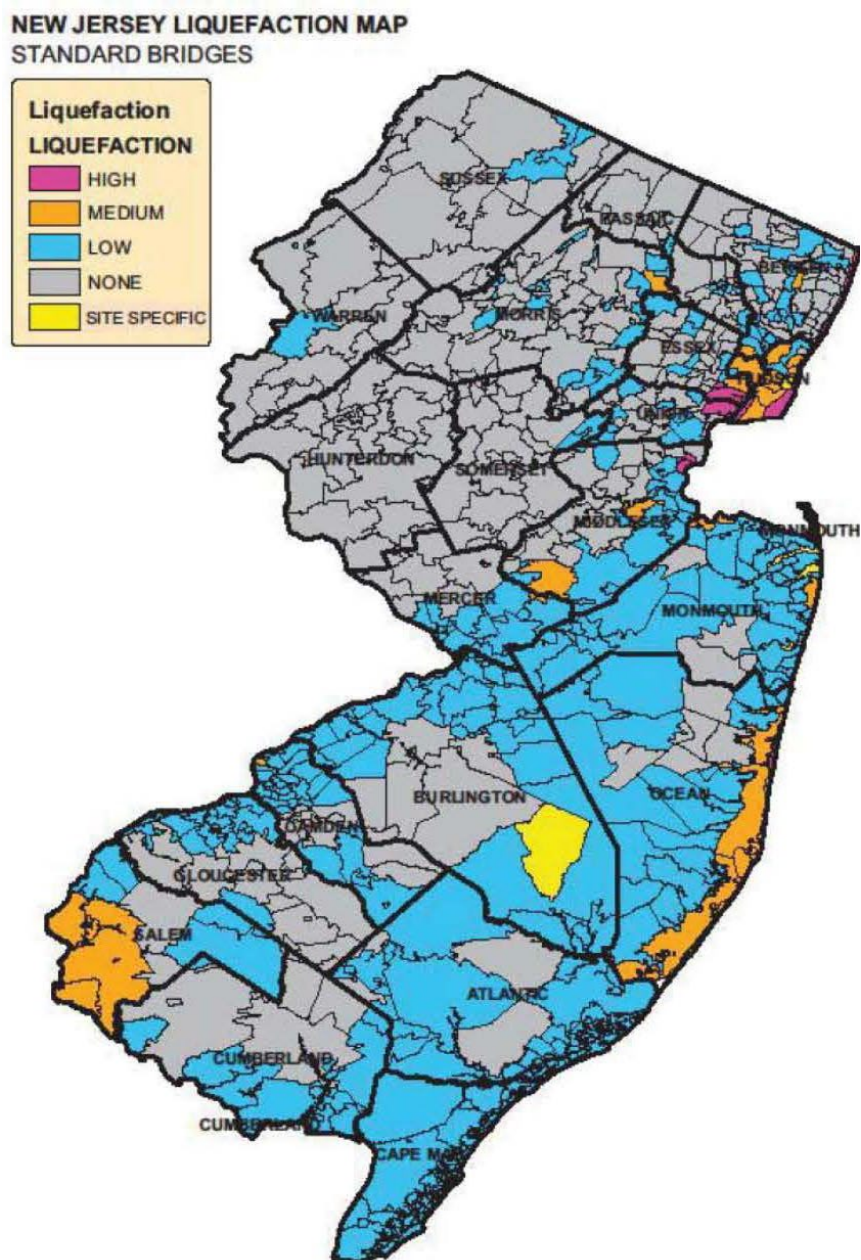 NEW JERSEY LIQUEFACTION MAP
STANDARD BRIDGES
Liquefaction
LIQUEFACTION
HIGH
MEDIUM
LOW
NONE
SITE SPECIFIC
SUSSEX
PASSAIC
BERGEN
WARREN
MORRIS
ESSEX
HUDSON
UNION
HUNTERDON
SOMERSET
MIDDLESEX
MONMOUTH
MERCER
MONMOUTH
BURLINGTON
OCEAN
CAMDEN
GLOUCESTER
SALEM
ATLANTIC
CUMBERLAND
CUMBERLAND
CAPE MAY